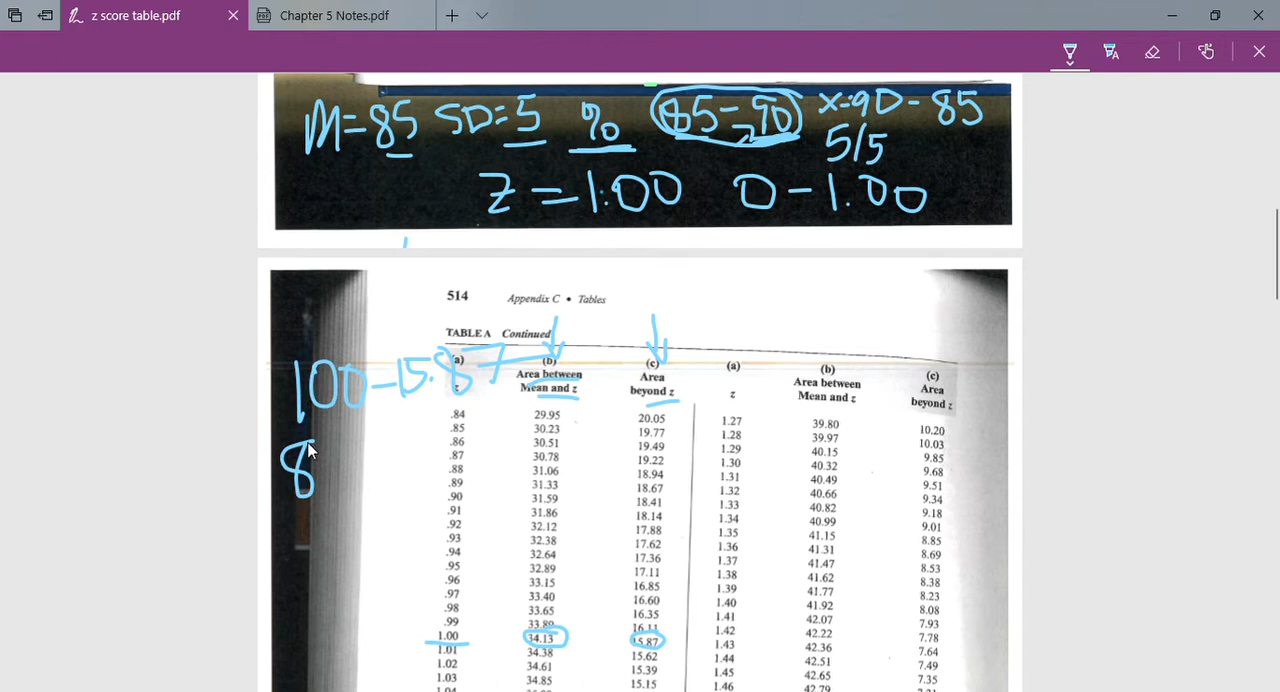 z score table.pdf
Chapter 5 Notes.pdf
M=85 SD=5 % 85-90 x=90-85
5/5
z=1.00 0-1.00
514 Appendix C • Tables
TABLE A Continued
100-15.87
8
(a) (b) (c) (a) (b) (c)
z Area between Mean and z Area beyond z z Area between Mean and z Area beyond z
.84 29.95 20.05 1.27 39.80 10.20
.85 30.23 19.77 1.28 39.97 10.03
.86 30.51 19.49 1.29 40.15 9.85
.87 30.78 19.22 1.30 40.32 9.68
.88 31.06 18.94 1.31 40.49 9.51
.89 31.33 18.67 1.32 40.66 9.34
.90 31.59 18.41 1.33 40.82 9.18
.91 31.86 18.14 1.34 40.99 9.01
.92 32.12 17.88 1.35 41.15 8.85
.93 32.38 17.62 1.36 41.31 8.69
.94 32.64 17.36 1.37 41.47 8.53
.95 32.89 17.11 1.38 41.62 8.38
.96 33.15 16.85 1.39 41.77 8.23
.97 33.40 16.60 1.40 41.92 8.08
.98 33.65 16.35 1.41 42.07 7.93
.99 33.89 16.11 1.42 42.22 7.78
1.00 34.13 15.87 1.43 42.36 7.64
1.01 34.38 15.62 1.44 42.51 7.49
1.02 34.61 15.39 1.45 42.65 7.35
1.03 34.85 15.15 1.46 42.79